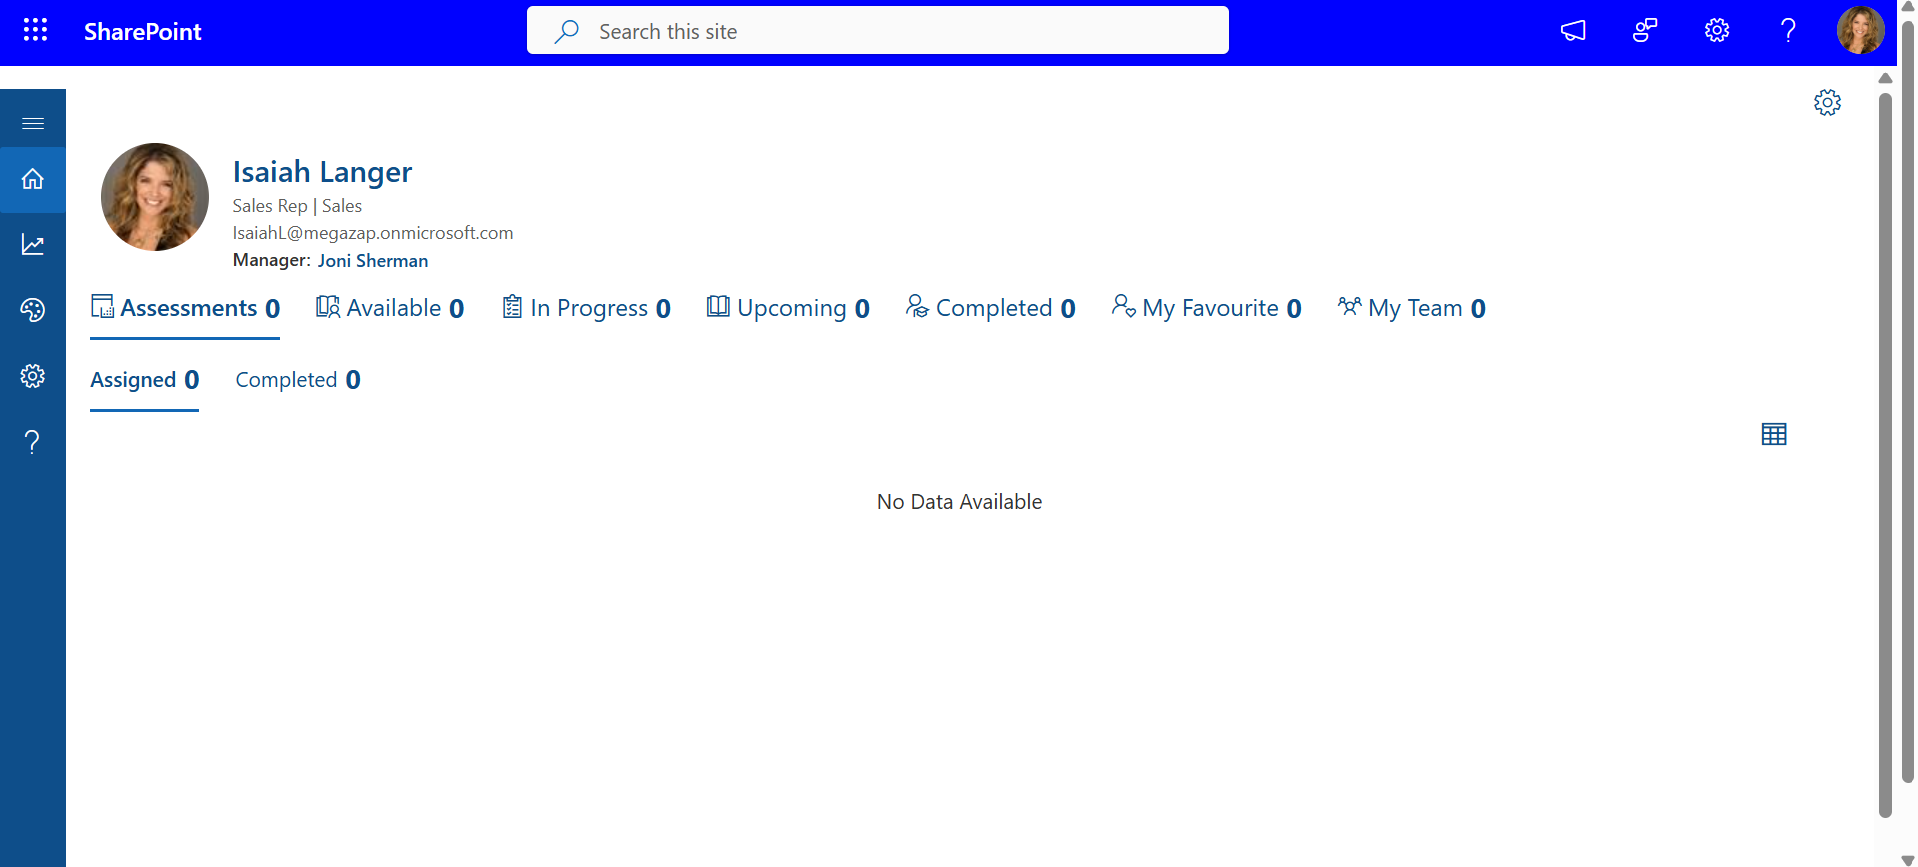 SharePoint
Search this site
Isaiah Langer
Sales Rep | Sales
IsaiahL@megazap.onmicrosoft.com
Manager: Joni Sherman
Assessments 0 Available 0 In Progress 0 Upcoming 0 Completed 0 My Favourite 0 My Team 0
Assigned 0 Completed 0
No Data Available